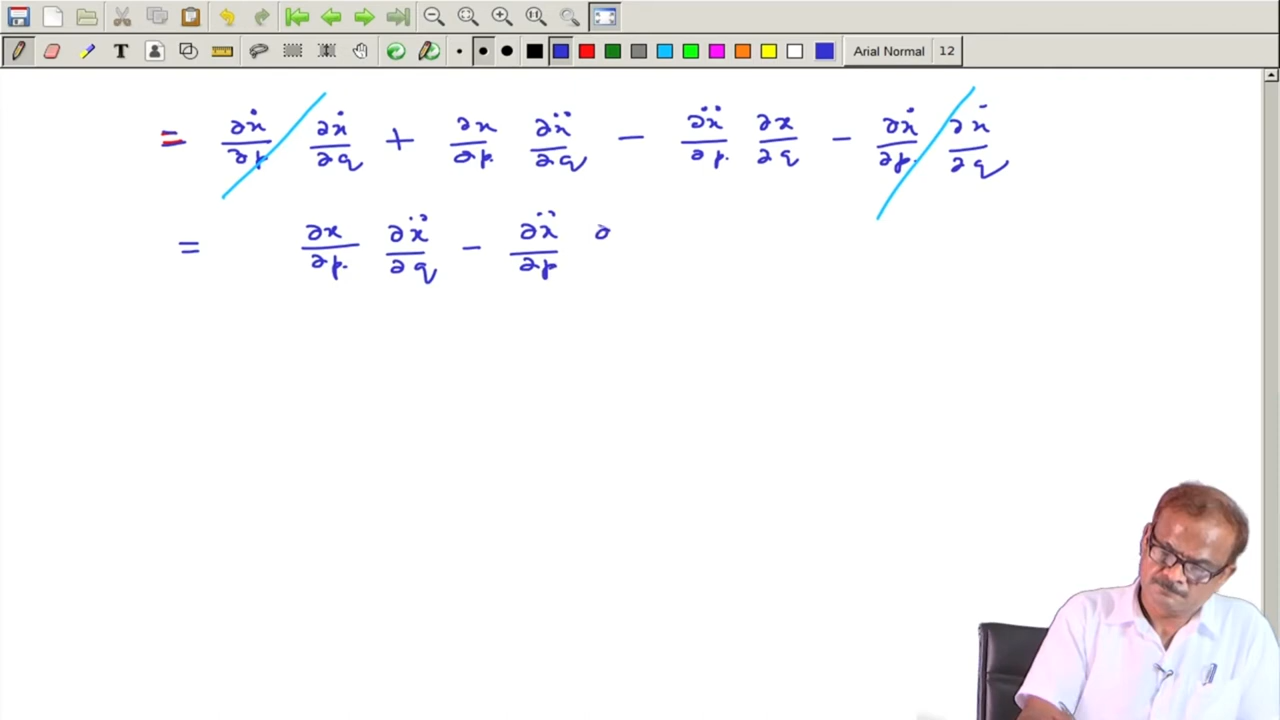 T Arial Normal 12
= ∂ẋ/∂p ∂ẋ/∂q + ∂x/∂p ∂ẍ/∂q − ∂ẍ/∂p ∂x/∂q − ∂ẋ/∂p ∂ẋ/∂q
= ∂x/∂p ∂ẍ/∂q − ∂ẍ/∂p ∂